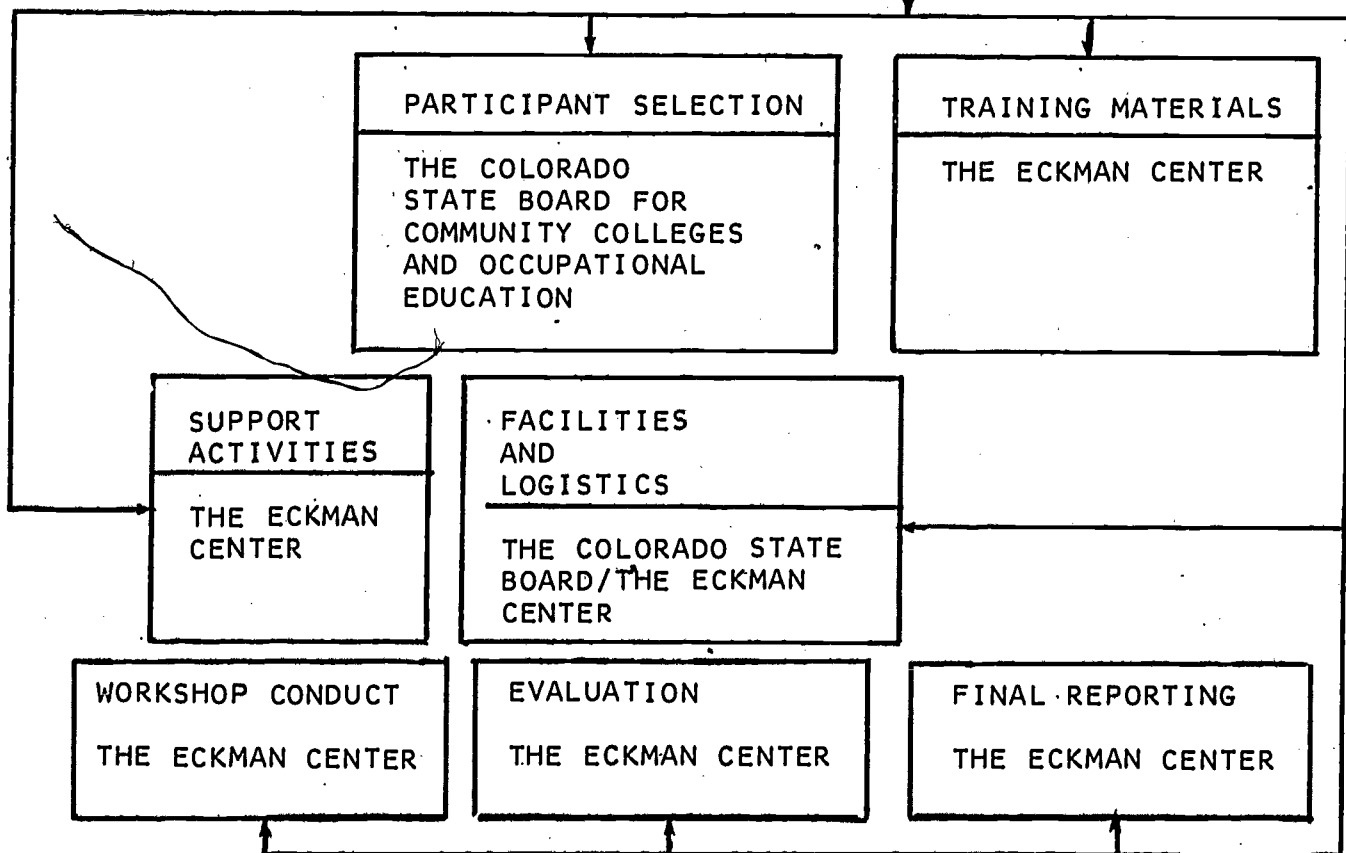 PARTICIPANT SELECTION
THE COLORADO
STATE BOARD FOR
COMMUNITY COLLEGES
AND OCCUPATIONAL
EDUCATION
TRAINING MATERIALS
THE ECKMAN CENTER
SUPPORT
ACTIVITIES
THE ECKMAN
CENTER
FACILITIES
AND
LOGISTICS
THE COLORADO STATE
BOARD/THE ECKMAN
CENTER
WORKSHOP CONDUCT
THE ECKMAN CENTER
EVALUATION
THE ECKMAN CENTER
FINAL REPORTING
THE ECKMAN CENTER